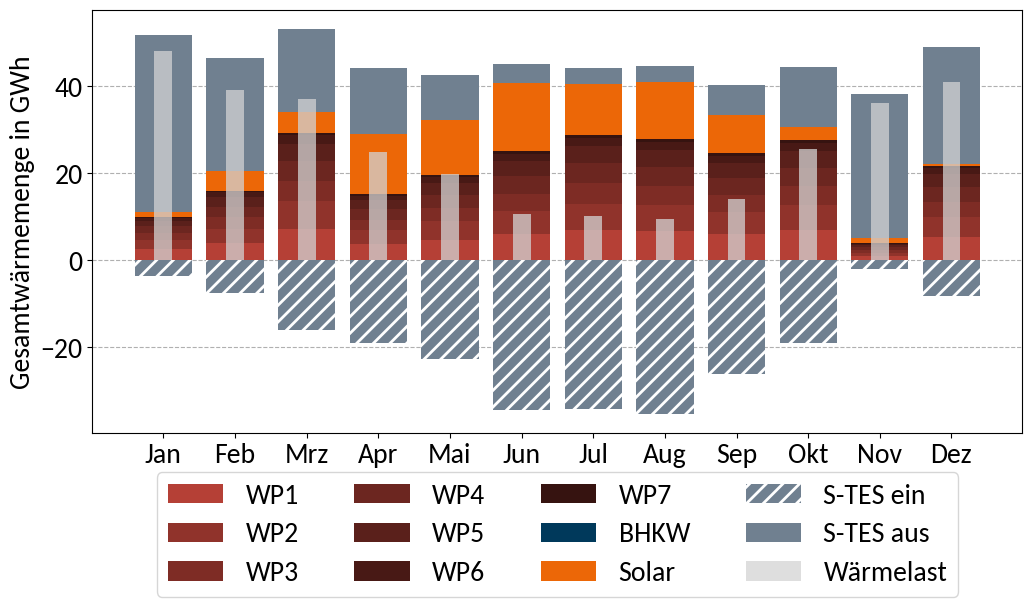 Gesamtwärmemenge in GWh
40
20
0
−20
Jan Feb Mrz Apr Mai Jun Jul Aug Sep Okt Nov Dez
WP1 WP4 WP7 S-TES ein
WP2 WP5 BHKW S-TES aus
WP3 WP6 Solar Wärmelast